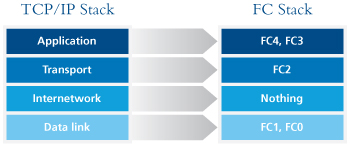 TCP/IP Stack FC Stack
Application FC4, FC3
Transport FC2
Internetwork Nothing
Data link FC1, FC0